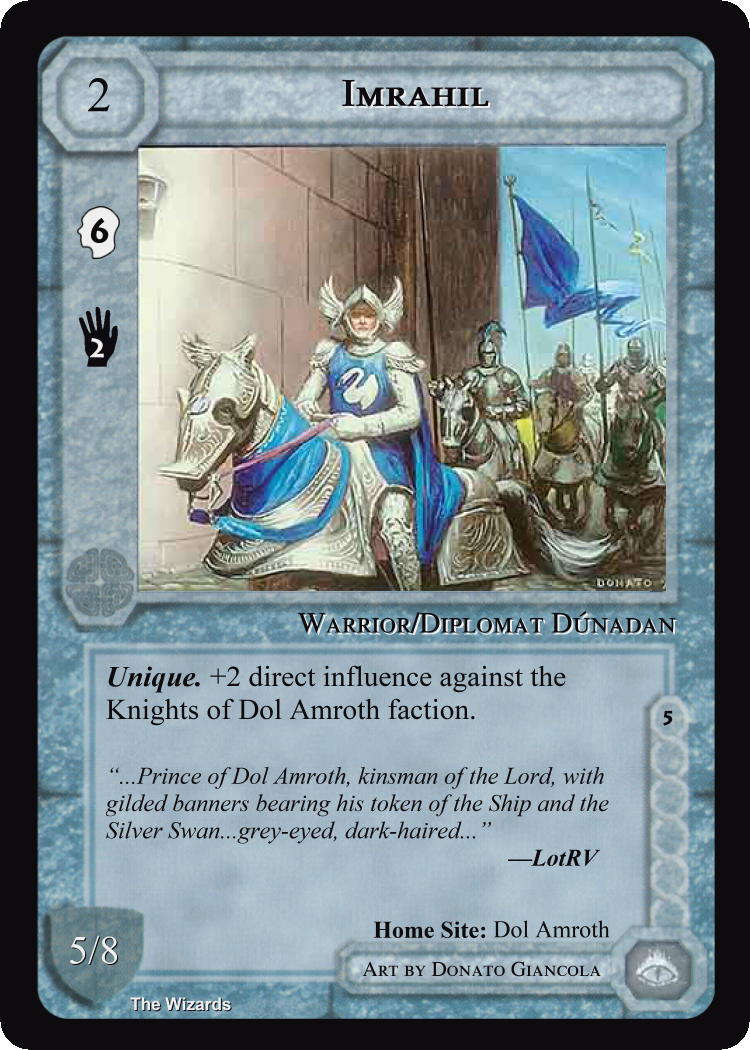 2
Imrahil
6
2
DONATO
Warrior/Diplomat Dúnadan
Unique. +2 direct influence against the
Knights of Dol Amroth faction.
5
“...Prince of Dol Amroth, kinsman of the Lord, with
gilded banners bearing his token of the Ship and the
Silver Swan...grey-eyed, dark-haired...”
—LotRV
Home Site: Dol Amroth
5/8
Art by Donato Giancola
The Wizards